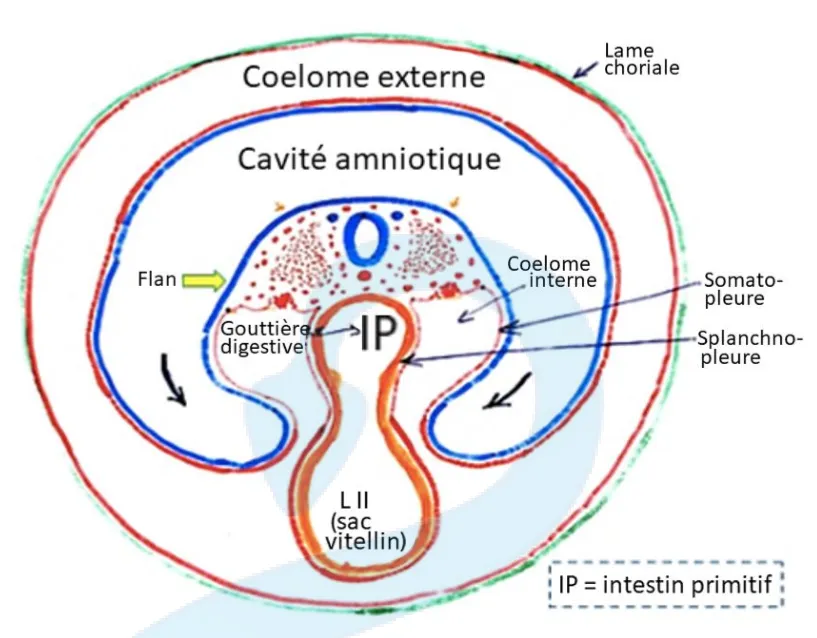 Lame
choriale
Coelome externe
Cavité amniotique
Flan
Coelome
interne
Somato-
pleure
Gouttière
digestive
IP
Splanchno-
pleure
L II
(sac
vitellin)
IP = intestin primitif